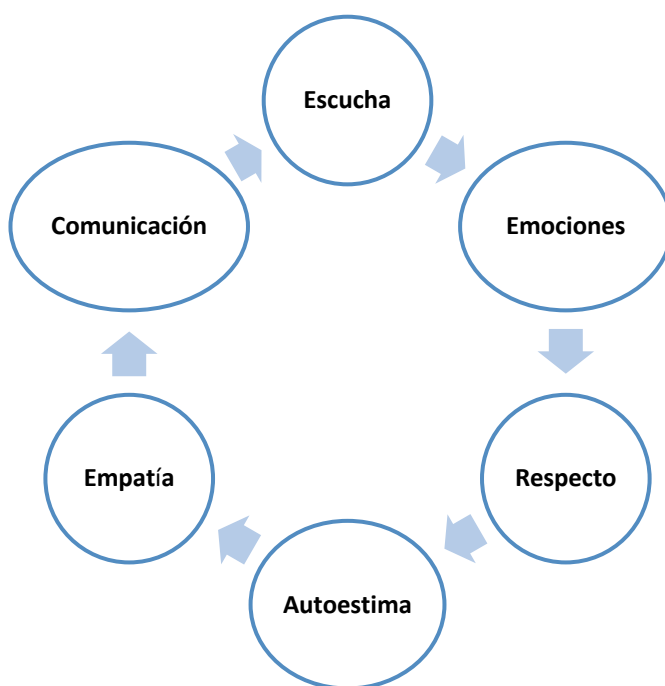 Escucha
Emociones
Respecto
Autoestima
Empatía
Comunicación